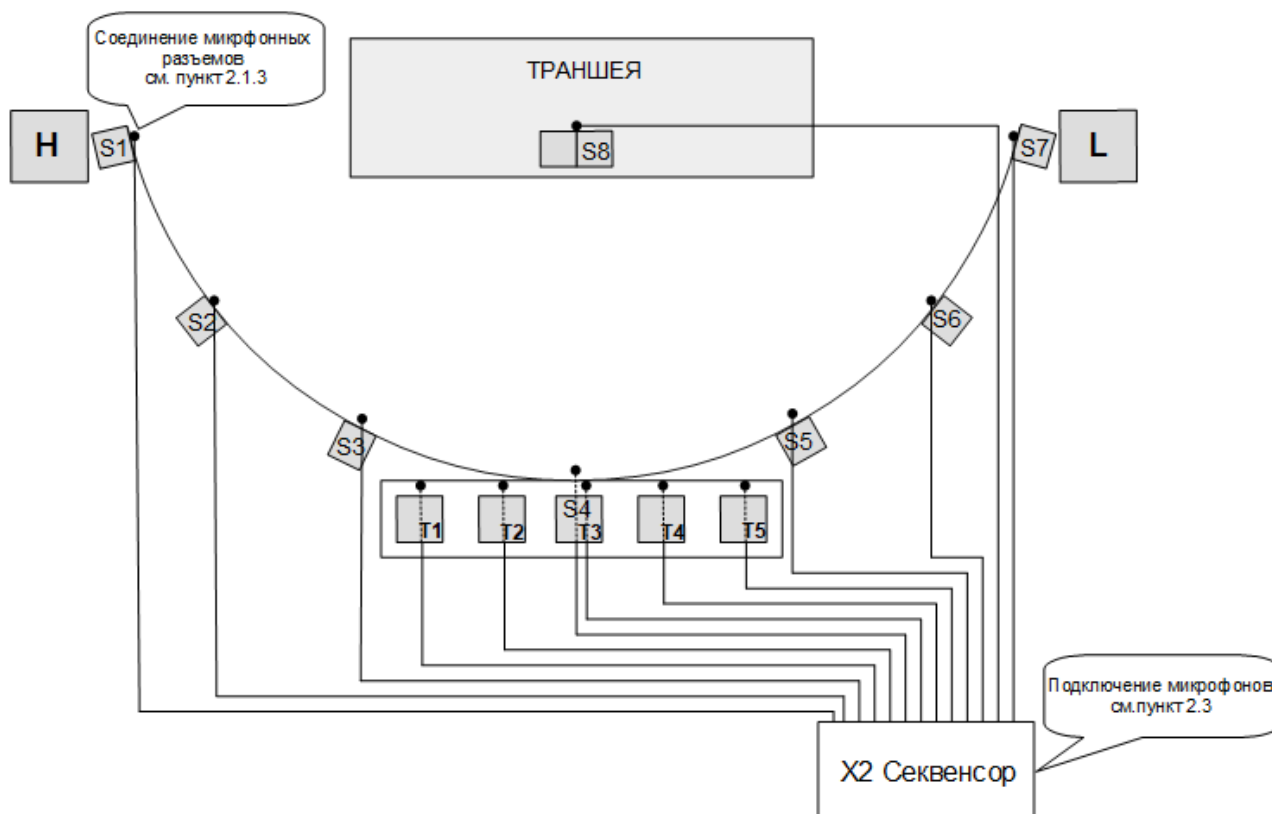 Соединение микрфонных
разъемов
см. пункт 2.1.3
ТРАНШЕЯ
H
S1
S8
S7
L
S2
S6
S3
S5
S4
T1
T2
T3
T4
T5
Подключение микрофонов
см.пункт 2.3
X2 Секвенсор